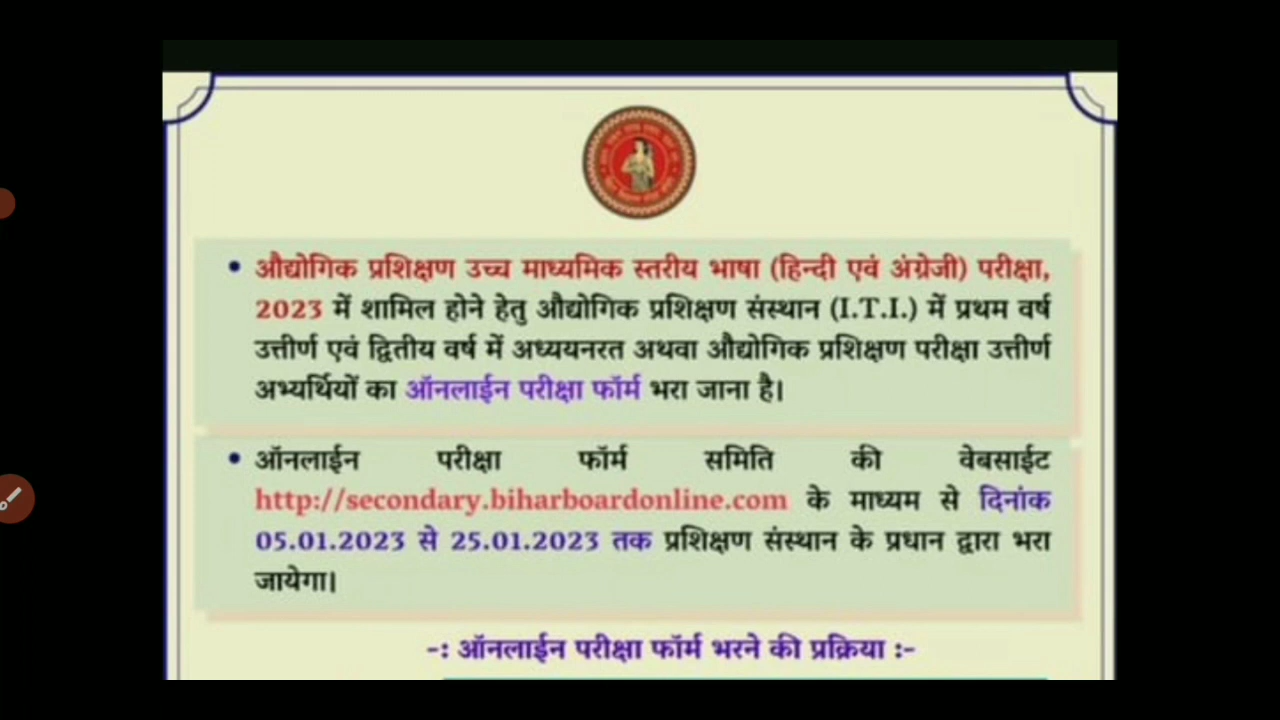 औद्योगिक प्रशिक्षण उच्च माध्यमिक स्तरीय भाषा (हिन्दी एवं अंग्रेजी) परीक्षा,
2023 में शामिल होने हेतु औद्योगिक प्रशिक्षण संस्थान (I.T.I.) में प्रथम वर्ष
उत्तीर्ण एवं द्वितीय वर्ष में अध्ययनरत अथवा औद्योगिक प्रशिक्षण परीक्षा उत्तीर्ण
अभ्यर्थियों का ऑनलाईन परीक्षा फॉर्म भरा जाना है।
ऑनलाईन परीक्षा फॉर्म समिति की वेबसाईट
http://secondary.biharboardonline.com के माध्यम से दिनांक
05.01.2023 से 25.01.2023 तक प्रशिक्षण संस्थान के प्रधान द्वारा भरा
जायेगा।
-: ऑनलाईन परीक्षा फॉर्म भरने की प्रक्रिया :-